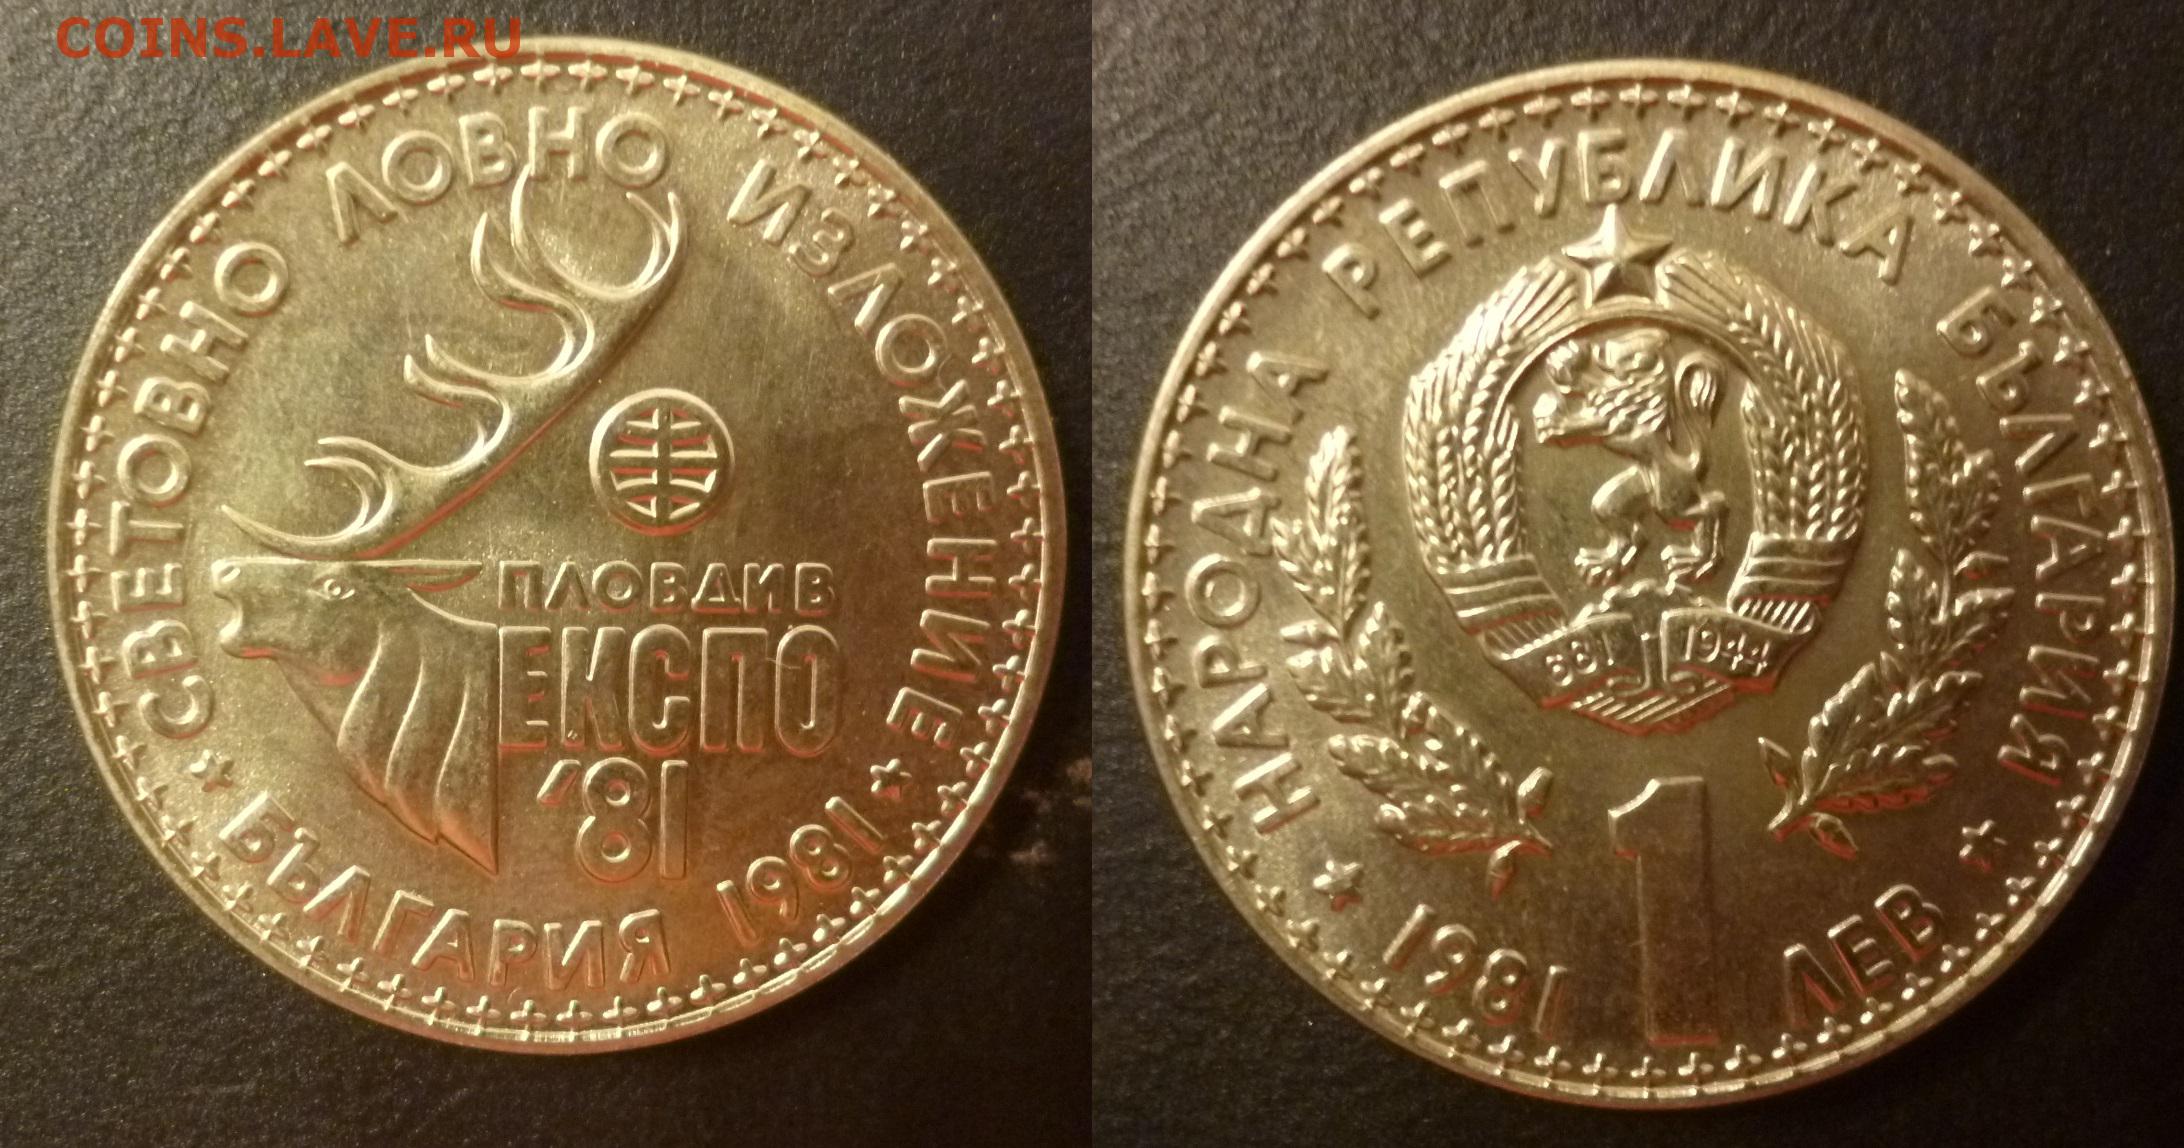 COINS.LAVE.RU
СВЕТОВНО ЛОВНО ИЗЛОЖЕНИЕ
ПЛОВДИВ
ЕКСПО
'81
БЪЛГАРИЯ 1981
НАРОДНА РЕПУБЛИКА БЪЛГАРИЯ
681 1944
1
1981 ЛЕВ